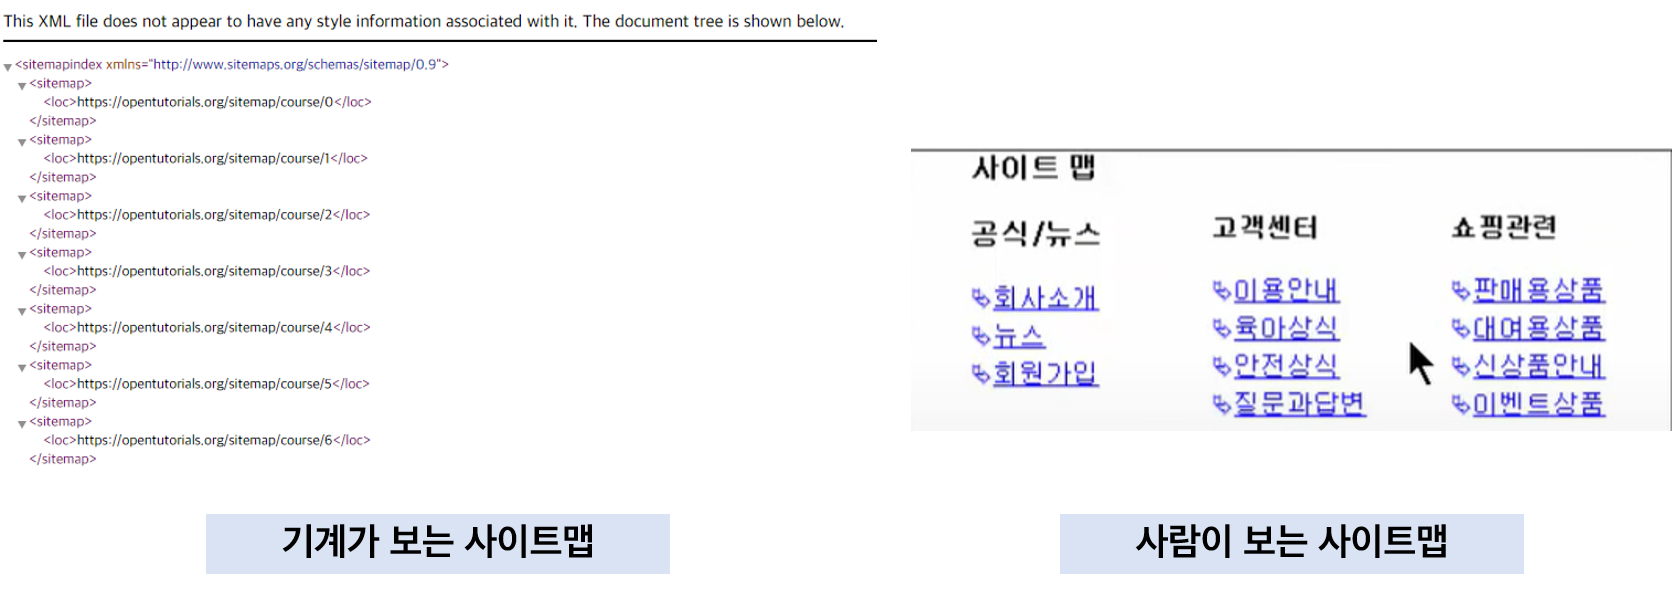 This XML file does not appear to have any style information associated with it. The document tree is shown below.
<sitemapindex xmlns="http://www.sitemaps.org/schemas/sitemap/0.9">
<sitemap>
<loc>https://opentutorials.org/sitemap/course/0</loc>
</sitemap>
<sitemap>
<loc>https://opentutorials.org/sitemap/course/1</loc>
</sitemap>
<sitemap>
<loc>https://opentutorials.org/sitemap/course/2</loc>
</sitemap>
<sitemap>
<loc>https://opentutorials.org/sitemap/course/3</loc>
</sitemap>
<sitemap>
<loc>https://opentutorials.org/sitemap/course/4</loc>
</sitemap>
<sitemap>
<loc>https://opentutorials.org/sitemap/course/5</loc>
</sitemap>
<sitemap>
<loc>https://opentutorials.org/sitemap/course/6</loc>
</sitemap>
기계가 보는 사이트맵
사이트 맵
공식/뉴스
회사소개
뉴스
회원가입
고객센터
이용안내
육아상식
안전상식
질문과답변
쇼핑관련
판매용상품
대여용상품
신상품안내
이벤트상품
사람이 보는 사이트맵